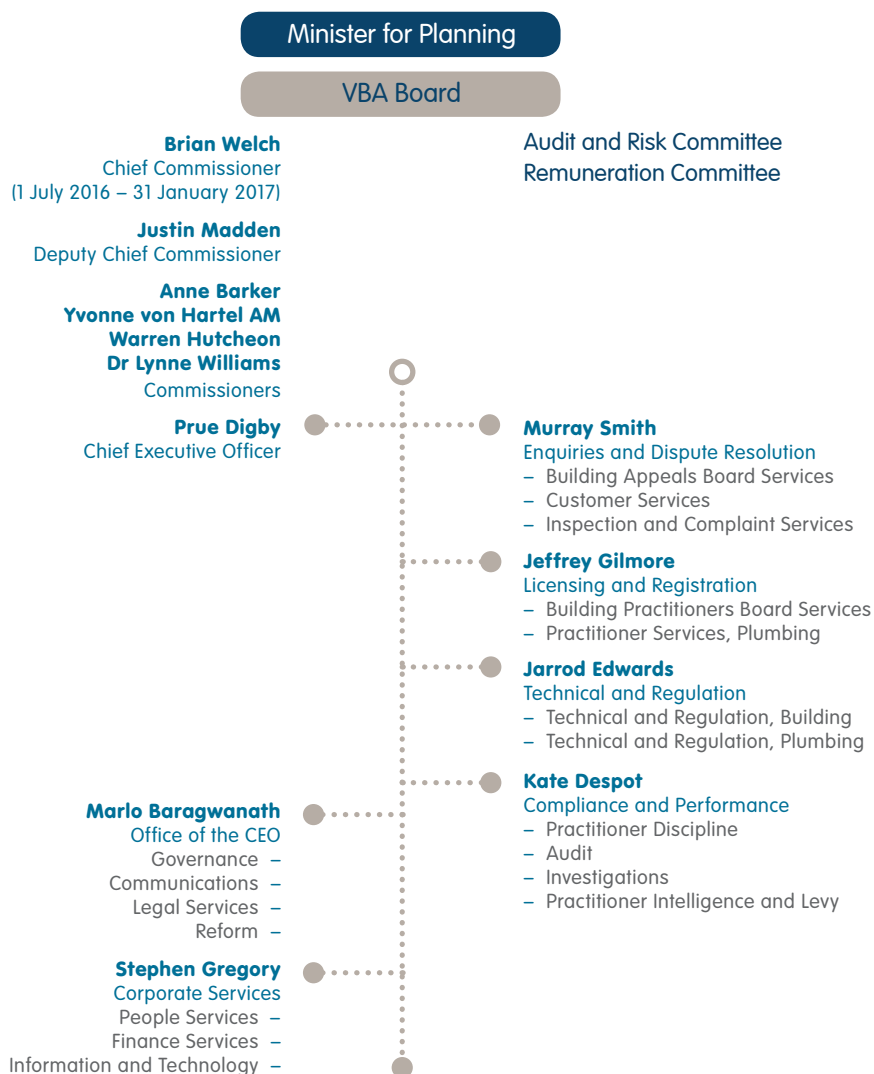 Minister for Planning
VBA Board
Brian Welch
Chief Commissioner
(1 July 2016 – 31 January 2017)
Justin Madden
Deputy Chief Commissioner
Anne Barker
Yvonne von Hartel AM
Warren Hutcheon
Dr Lynne Williams
Commissioners
Prue Digby
Chief Executive Officer
Marlo Baragwanath
Office of the CEO
Governance –
Communications –
Legal Services –
Reform –
Stephen Gregory
Corporate Services
People Services –
Finance Services –
Information and Technology –
Audit and Risk Committee
Remuneration Committee
Murray Smith
Enquiries and Dispute Resolution
– Building Appeals Board Services
– Customer Services
– Inspection and Complaint Services
Jeffrey Gilmore
Licensing and Registration
– Building Practitioners Board Services
– Practitioner Services, Plumbing
Jarrod Edwards
Technical and Regulation
– Technical and Regulation, Building
– Technical and Regulation, Plumbing
Kate Despot
Compliance and Performance
– Practitioner Discipline
– Audit
– Investigations
– Practitioner Intelligence and Levy